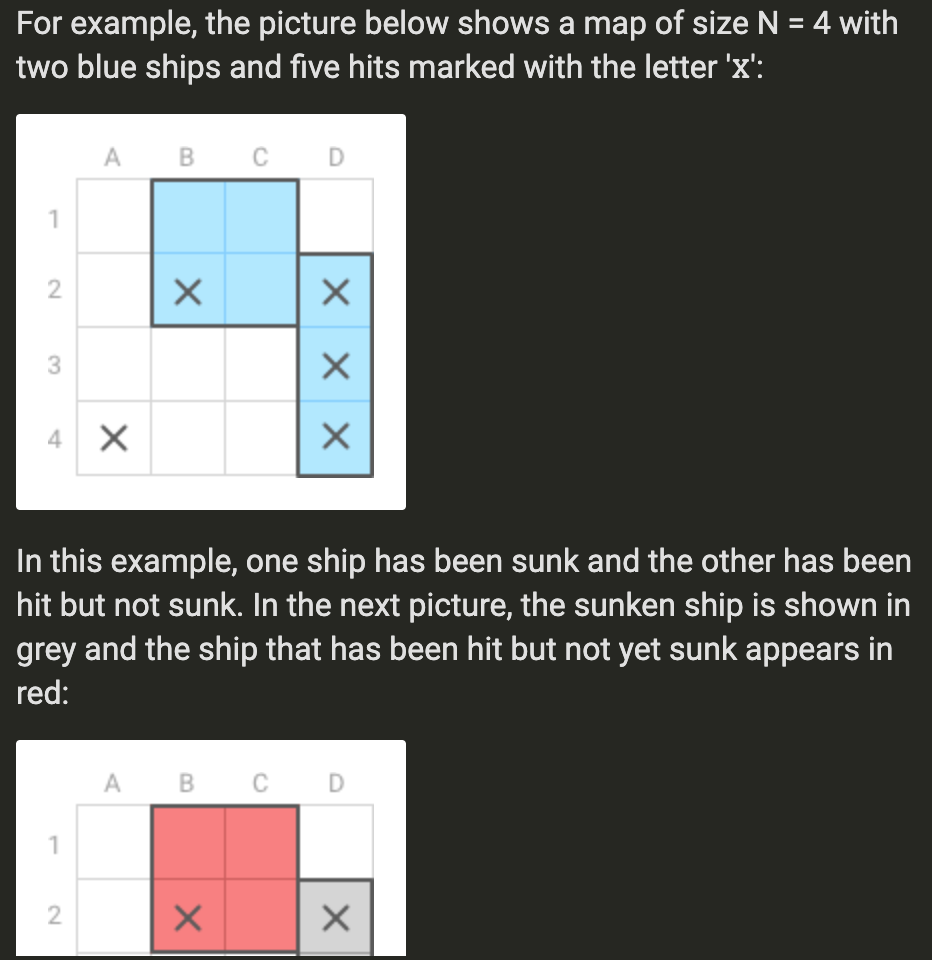 For example, the picture below shows a map of size N = 4 with
two blue ships and five hits marked with the letter 'x':
A B C D
1
2 × ×
3 ×
4 × ×
In this example, one ship has been sunk and the other has been
hit but not sunk. In the next picture, the sunken ship is shown in
grey and the ship that has been hit but not yet sunk appears in
red:
A B C D
1
2 × ×